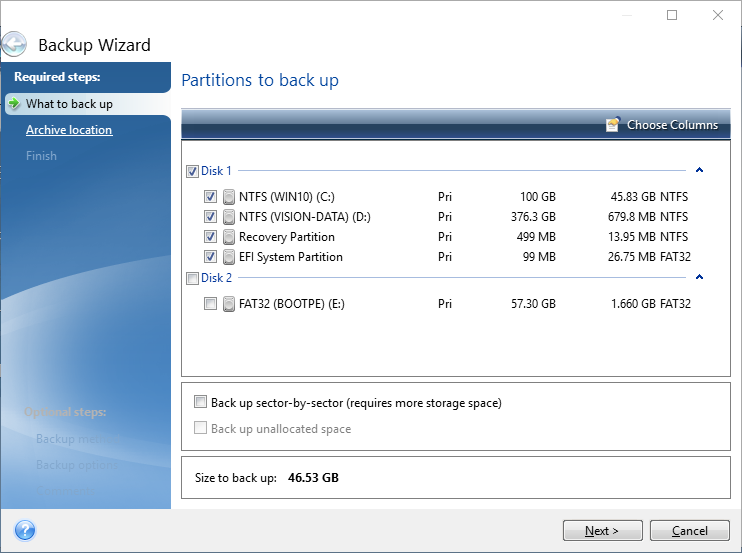 Backup Wizard
Required steps:
What to back up
Archive location
Finish
Optional steps:
Backup me
Backup options
Partitions to back up
Choose Columns
Disk 1
NTFS (WIN10) (C:) Pri 100 GB 45.83 GB NTFS
NTFS (VISION-DATA) (D:) Pri 376.3 GB 679.8 MB NTFS
Recovery Partition Pri 499 MB 13.95 MB NTFS
EFI System Partition Pri 99 MB 26.75 MB FAT32
Disk 2
FAT32 (BOOTPE) (E:) Pri 57.30 GB 1.660 GB FAT32
Back up sector-by-sector (requires more storage space)
Back up unallocated space
Size to back up: 46.53 GB
Next >
Cancel